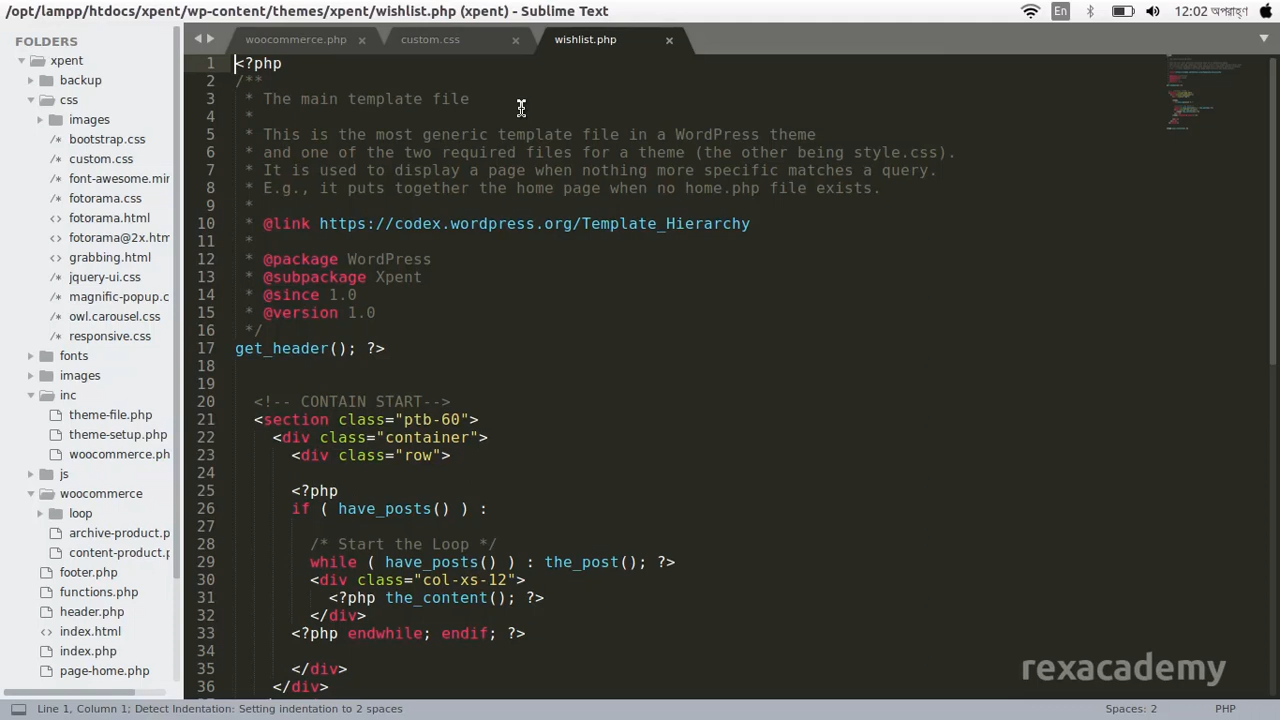 /opt/lampp/htdocs/xpent/wp-content/themes/xpent/wishlist.php (xpent) - Sublime Text
En
12:02 অপরাহ্ণ
FOLDERS
xpent
backup
css
images
bootstrap.css
custom.css
font-awesome.min
fotorama.css
fotorama.html
fotorama@2x.htm
grabbing.html
jquery-ui.css
magnific-popup.c
owl.carousel.css
responsive.css
fonts
images
inc
theme-file.php
theme-setup.php
woocommerce.ph
js
woocommerce
loop
archive-product.p
content-product.p
footer.php
functions.php
header.php
index.html
index.php
page-home.php
woocommerce.php
custom.css
wishlist.php
1 <?php
2 /**
3 * The main template file
4 *
5 * This is the most generic template file in a WordPress theme
6 * and one of the two required files for a theme (the other being style.css).
7 * It is used to display a page when nothing more specific matches a query.
8 * E.g., it puts together the home page when no home.php file exists.
9 *
10 * @link https://codex.wordpress.org/Template_Hierarchy
11 *
12 * @package WordPress
13 * @subpackage Xpent
14 * @since 1.0
15 * @version 1.0
16 */
17 get_header(); ?>
18
19
20 <!-- CONTAIN START-->
21 <section class="ptb-60">
22 <div class="container">
23 <div class="row">
24
25 <?php
26 if ( have_posts() ) :
27
28 /* Start the Loop */
29 while ( have_posts() ) : the_post(); ?>
30 <div class="col-xs-12">
31 <?php the_content(); ?>
32 </div>
33 <?php endwhile; endif; ?>
34
35 </div>
36 </div>
rexacademy
Line 1, Column 1; Detect Indentation: Setting indentation to 2 spaces
Spaces: 2
PHP